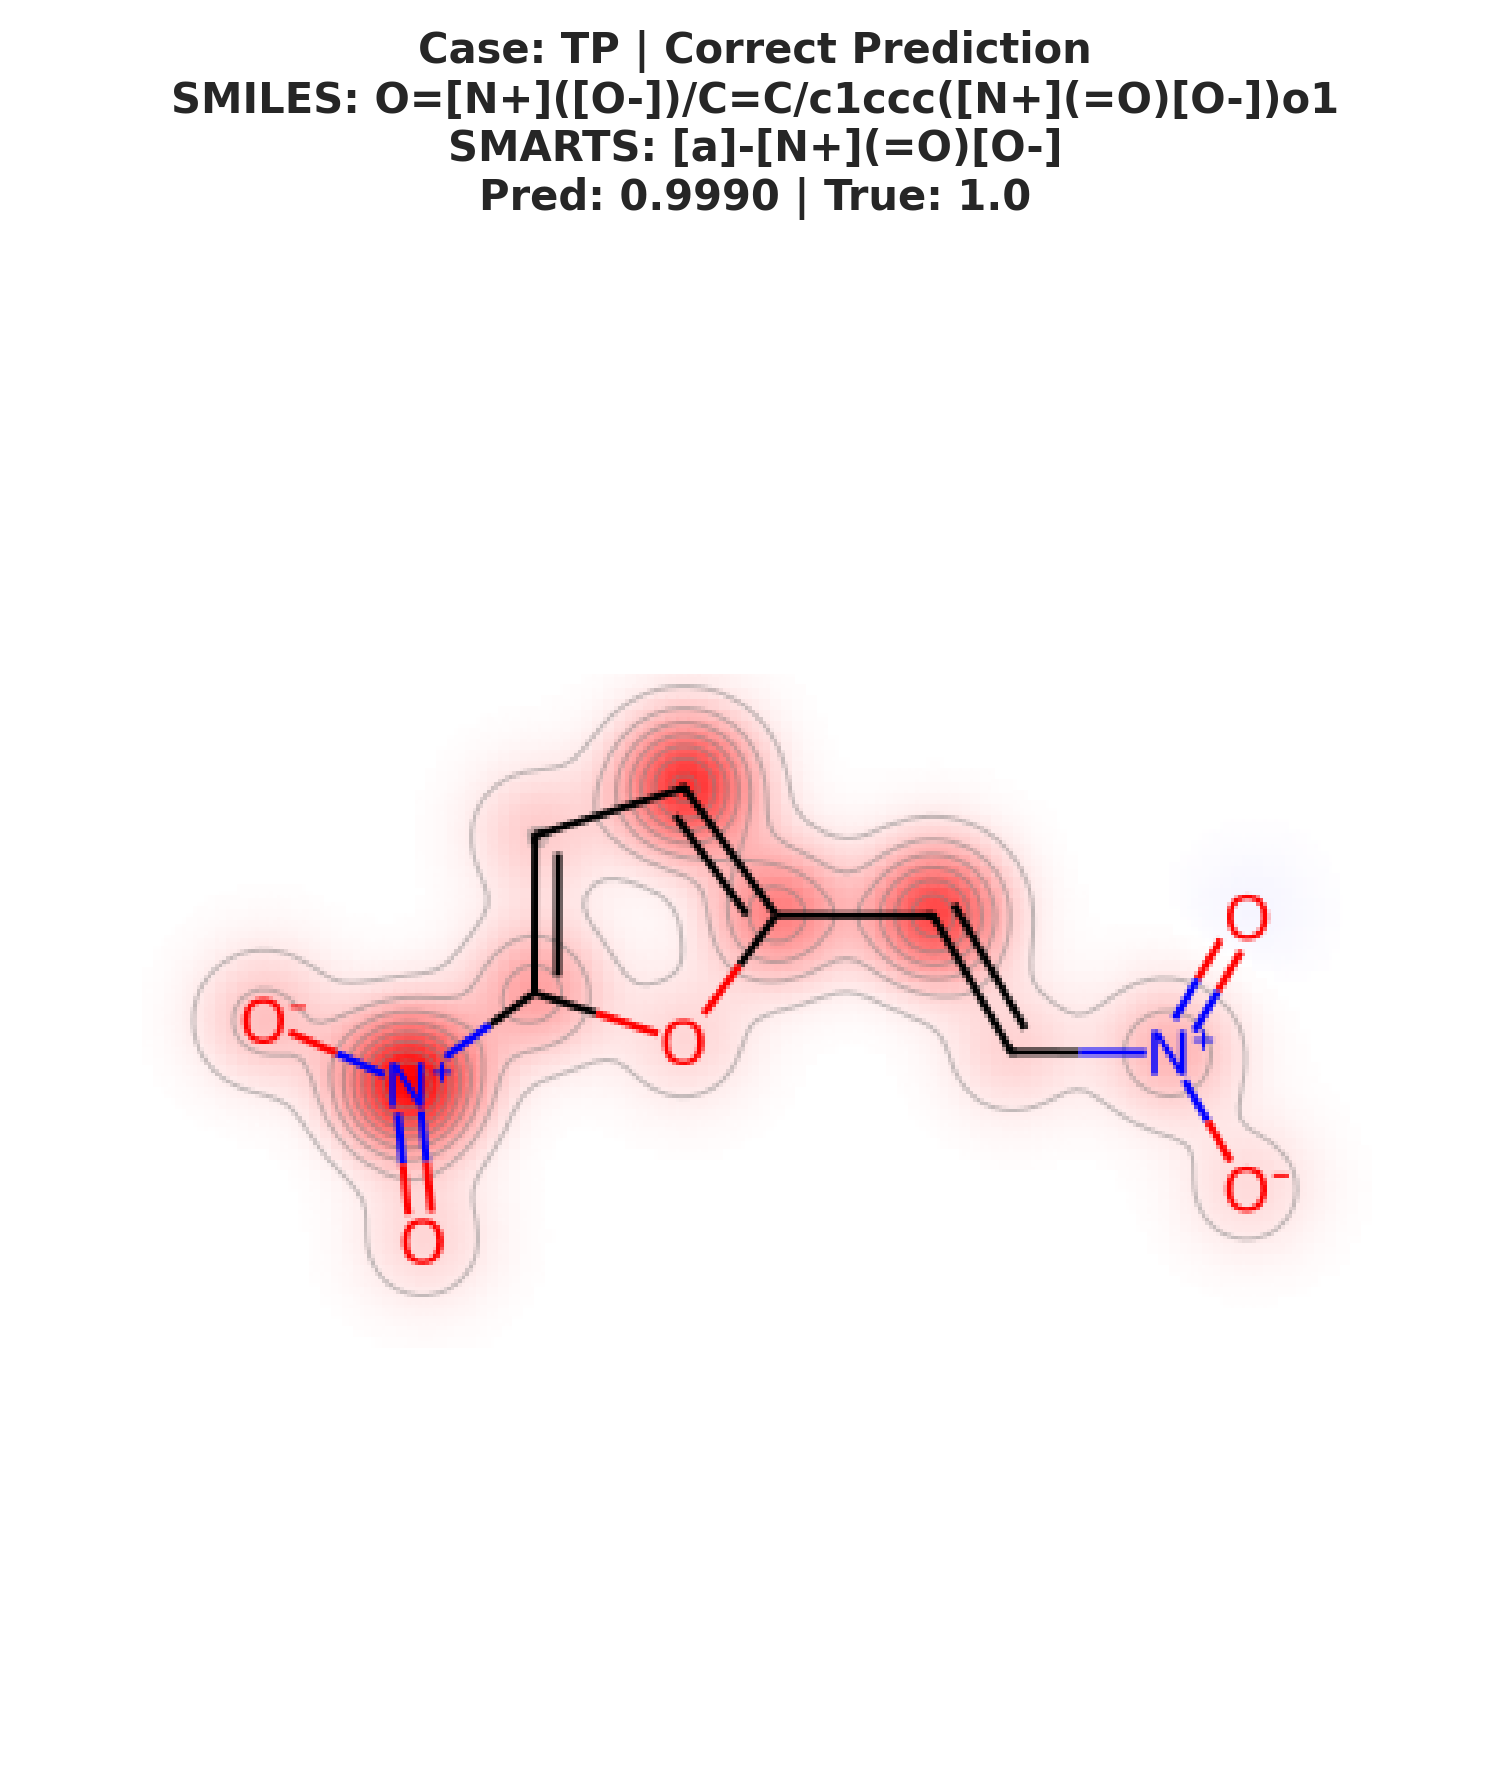 Case: TP | Correct Prediction
SMILES: O=[N+]([O-])/C=C/c1ccc([N+](=O)[O-])o1
SMARTS: [a]-[N+](=O)[O-]
Pred: 0.9990 | True: 1.0
O
O-
N+
O
N+
O
O-